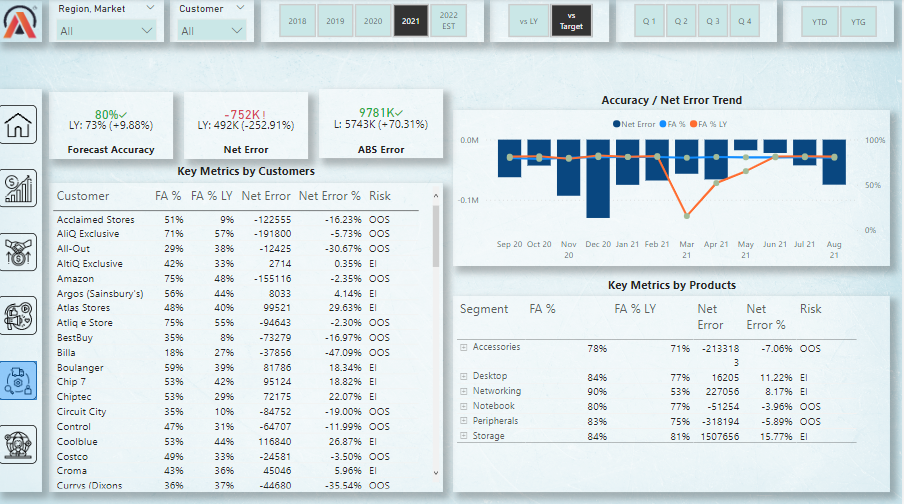 Region, Market
All
Customer
All
2018 2019 2020 2021 2022 EST
vs LY vs Target
Q 1 Q 2 Q 3 Q 4
YTD YTG
80%✓
LY: 73% (+9.88%)
Forecast Accuracy
-752K!
LY: 492K (-252.91%)
Net Error
9781K✓
L: 5743K (+70.31%)
ABS Error
Key Metrics by Customers
Customer FA % FA % LY Net Error Net Error % Risk
Acclaimed Stores 51% 9% -122555 -16.23% OOS
AliQ Exclusive 71% 57% -191800 -5.73% OOS
All-Out 29% 38% -12425 -30.67% OOS
AltiQ Exclusive 42% 33% 2714 0.35% EI
Amazon 75% 48% -155116 -2.35% OOS
Argos (Sainsbury's) 56% 44% 8033 4.14% EI
Atlas Stores 48% 40% 99521 29.63% EI
Atliq e Store 75% 55% -94643 -2.30% OOS
BestBuy 35% 8% -73279 -16.97% OOS
Billa 18% 27% -37856 -47.09% OOS
Boulanger 59% 39% 81786 18.34% EI
Chip 7 53% 42% 95124 18.82% EI
Chiptec 53% 29% 72175 22.07% EI
Circuit City 35% 10% -84752 -19.00% OOS
Control 47% 31% -64707 -11.99% OOS
Coolblue 53% 44% 116840 26.87% EI
Costco 49% 33% -24581 -3.50% OOS
Croma 43% 36% 45046 5.96% EI
Currys (Dixons 36% 37% -44680 -35.54% OOS
Accuracy / Net Error Trend
Net Error FA % FA % LY
0.0M 100%
50%
-0.1M
0%
Sep 20 Oct 20 Nov 20 Dec 20 Jan 21 Feb 21 Mar 21 Apr 21 May 21 Jun 21 Jul 21 Aug 21
Key Metrics by Products
Segment FA % FA % LY Net Error Net Error % Risk
Accessories 78% 71% -2133183 -7.06% OOS
Desktop 84% 77% 16205 11.22% EI
Networking 90% 53% 227056 8.17% EI
Notebook 80% 77% -51254 -3.96% OOS
Peripherals 83% 75% -318194 -5.89% OOS
Storage 84% 81% 1507656 15.77% EI